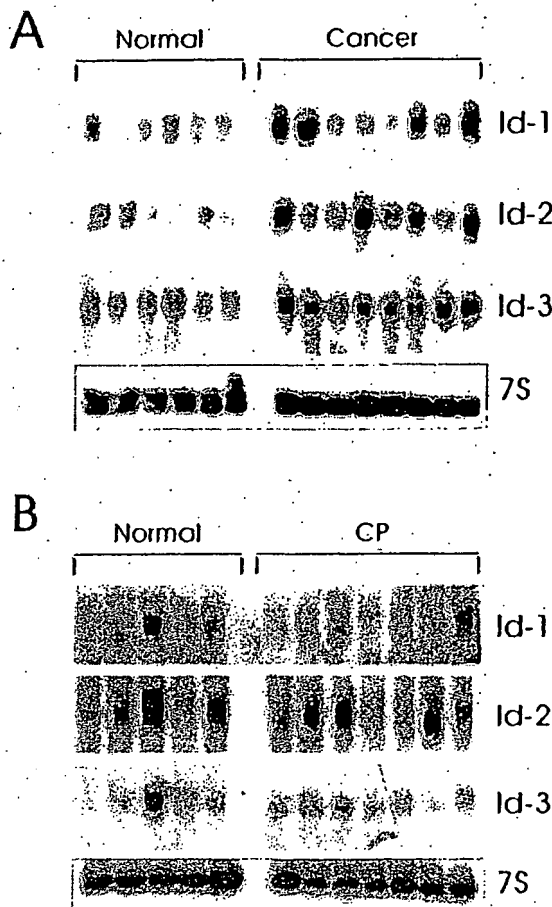 A
Normal Cancer
Id-1
Id-2
Id-3
7S
B
Normal CP
Id-1
Id-2
Id-3
7S